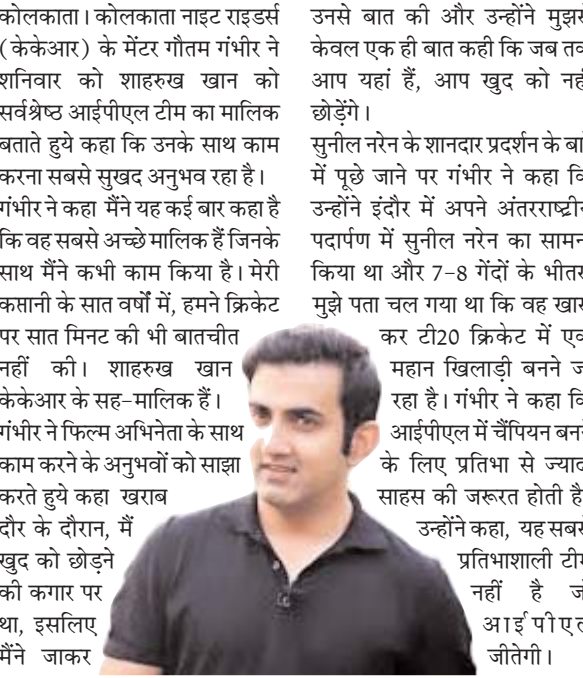 कोलकाता। कोलकाता नाइट राइडर्स
(केकेआर) के मेंटर गौतम गंभीर ने
शनिवार को शाहरुख खान को
सर्वश्रेष्ठ आईपीएल टीम का मालिक
बताते हुये कहा कि उनके साथ काम
करना सबसे सुखद अनुभव रहा है।
गंभीर ने कहा मैंने यह कई बार कहा है
कि वह सबसे अच्छे मालिक हैं जिनके
साथ मैंने कभी काम किया है। मेरी
कप्तानी के सात वर्षों में, हमने क्रिकेट
पर सात मिनट की भी बातचीत
नहीं की। शाहरुख खान
केकेआर के सह-मालिक हैं।
गंभीर ने फिल्म अभिनेता के साथ
काम करने के अनुभवों को साझा
करते हुये कहा खराब
दौर के दौरान, मैं
खुद को छोड़ने
की कगार पर
था, इसलिए
मैंने जाकर
उनसे बात की और उन्होंने मुझसे
केवल एक ही बात कही कि जब तक
आप यहां हैं, आप खुद को नहीं
छोड़ेंगे।
सुनील नरेन के शानदार प्रदर्शन के बा
में पूछे जाने पर गंभीर ने कहा कि
उन्होंने इंदौर में अपने अंतरराष्ट्रीय
पदार्पण में सुनील नरेन का सामन
किया था और 7-8 गेंदों के भीतर
मुझे पता चल गया था कि वह खास
कर टी20 क्रिकेट में एक
महान खिलाड़ी बनने ज
रहा है। गंभीर ने कहा कि
आईपीएल में चैंपियन बनने
के लिए प्रतिभा से ज्याद
साहस की जरूरत होती है
उन्होंने कहा, यह सबसे
प्रतिभाशाली टीम
नहीं है ज
आईपीएल
जीतेगी।